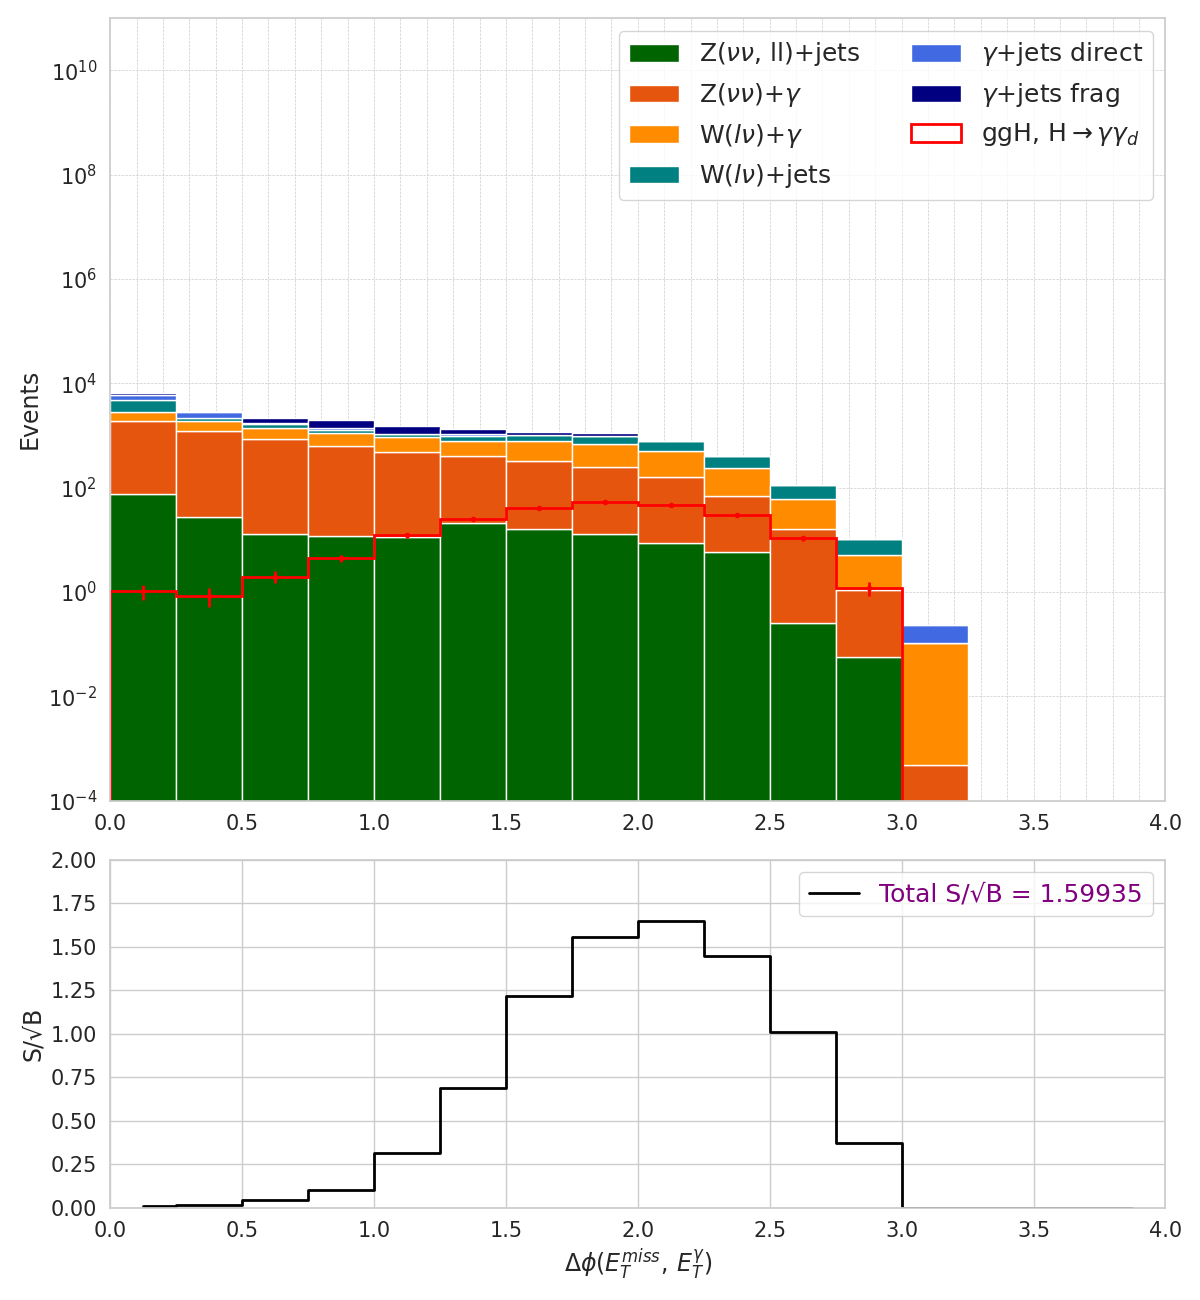 10¹⁰
10⁸
10⁶
10⁴
10²
10⁰
10⁻²
10⁻⁴
Events
Z(νν, ll)+jets
Z(νν)+γ
W(lν)+γ
W(lν)+jets
γ+jets direct
γ+jets frag
ggH, H→γγ_d
0.0 0.5 1.0 1.5 2.0 2.5 3.0 3.5 4.0
2.00
1.75
1.50
1.25
1.00
0.75
0.50
0.25
0.00
S/√B
Total S/√B = 1.59935
0.0 0.5 1.0 1.5 2.0 2.5 3.0 3.5 4.0
Δϕ(E_T^miss, E_T^γ)